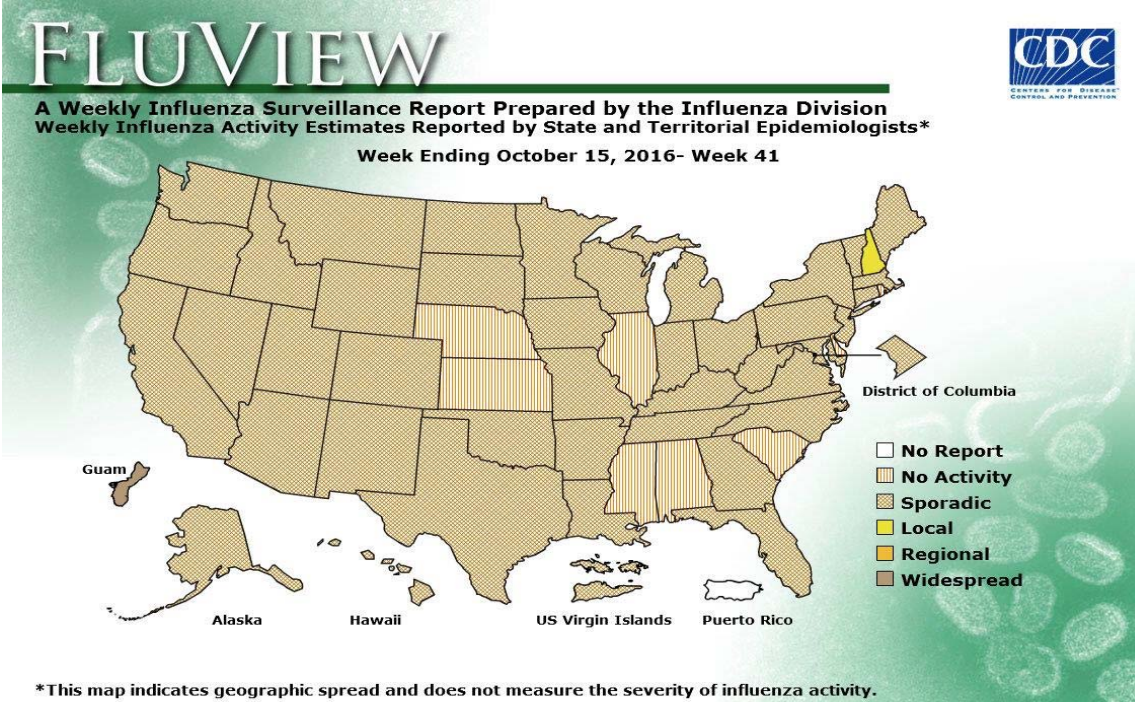 FLUVIEW
CDC
CENTERS FOR DISEASE™
CONTROL AND PREVENTION
A Weekly Influenza Surveillance Report Prepared by the Influenza Division
Weekly Influenza Activity Estimates Reported by State and Territorial Epidemiologists*
Week Ending October 15, 2016- Week 41
District of Columbia
No Report
No Activity
Sporadic
Local
Regional
Widespread
Guam
Alaska
Hawaii
US Virgin Islands
Puerto Rico
*This map indicates geographic spread and does not measure the severity of influenza activity.